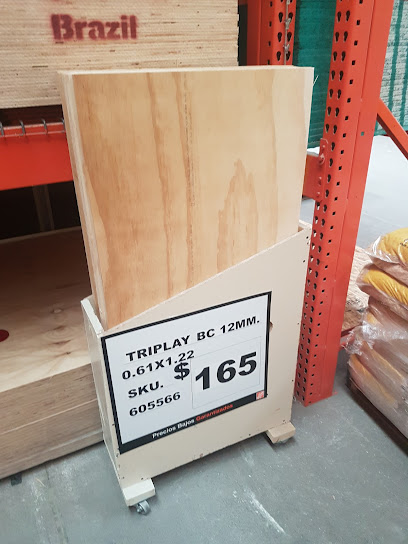 Brazil
TRIPLAY BC 12MM.
0.61X1.22
SKU. $ 165
605566
Precios Bajos Garantizados